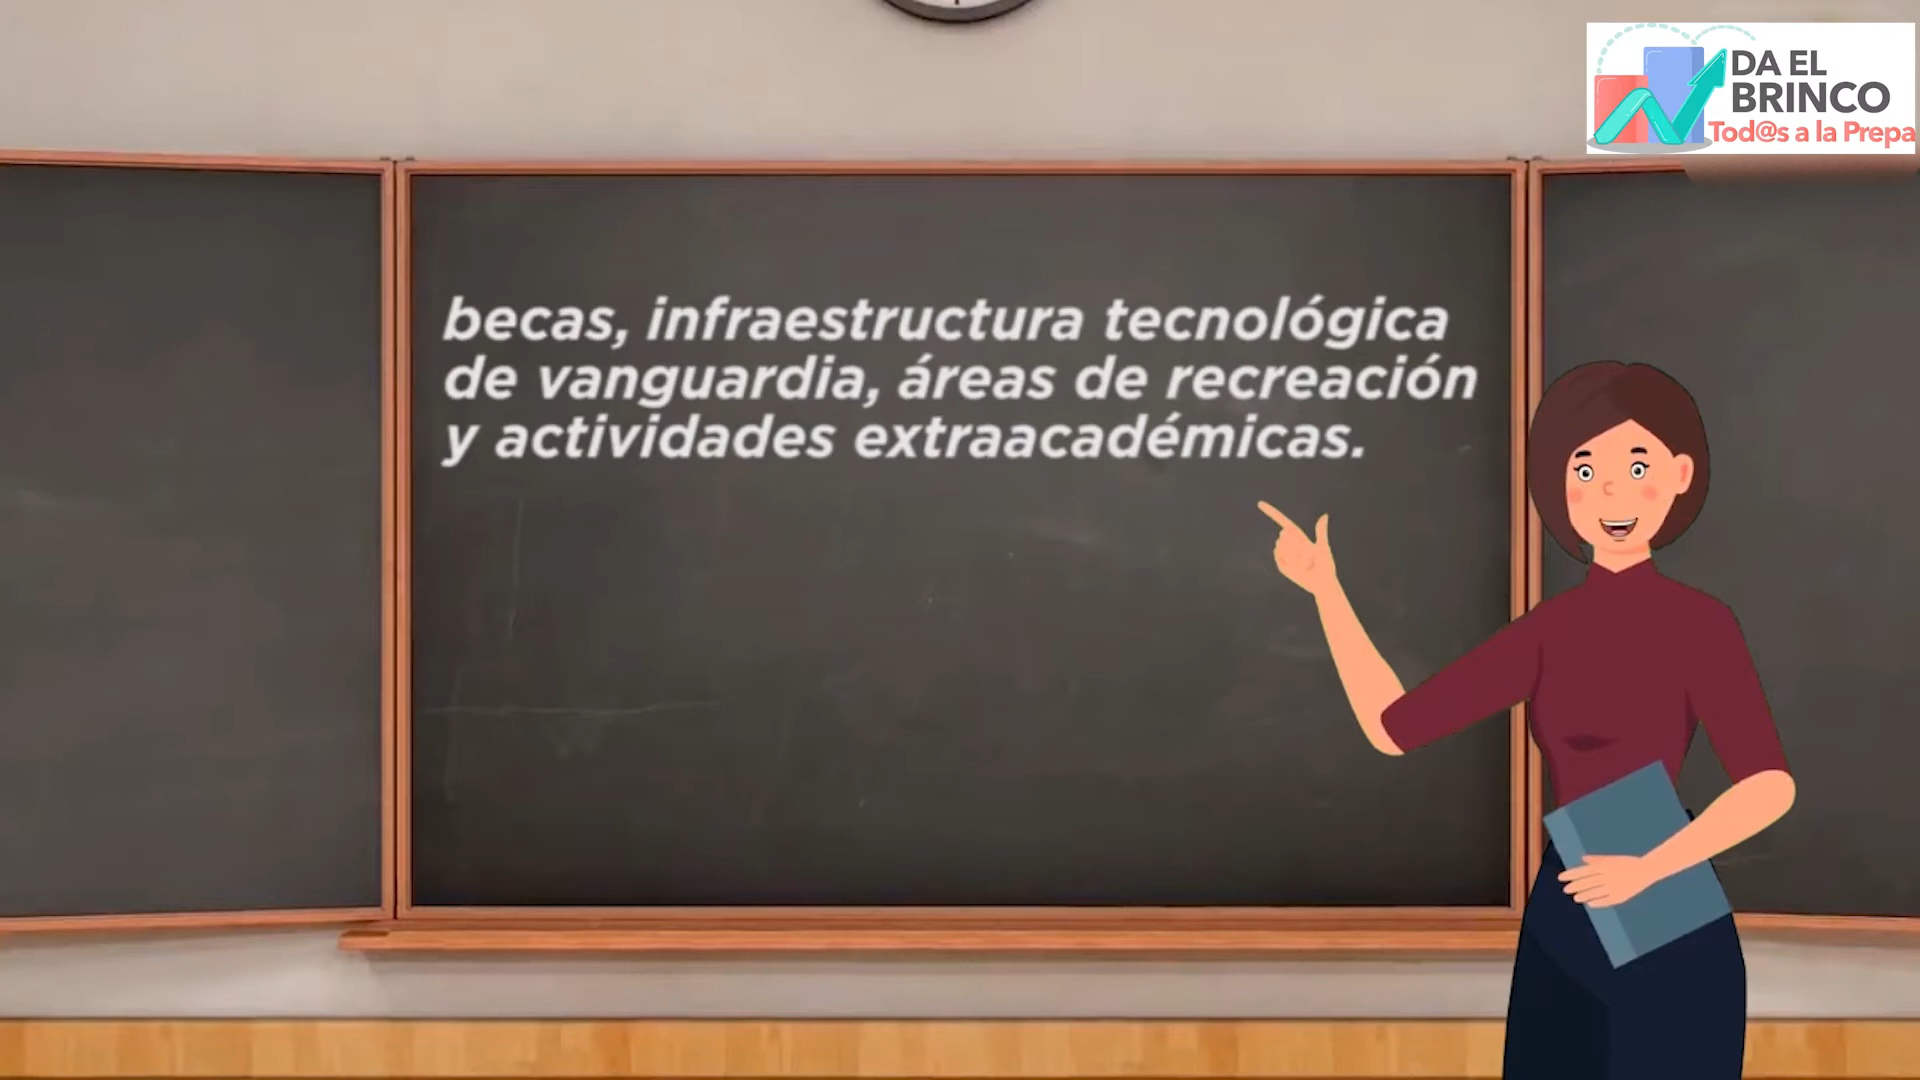 DA EL
BRINCO
Tod@s a la Prepa
becas, infraestructura tecnológica
de vanguardia, áreas de recreación
y actividades extraacadémicas.